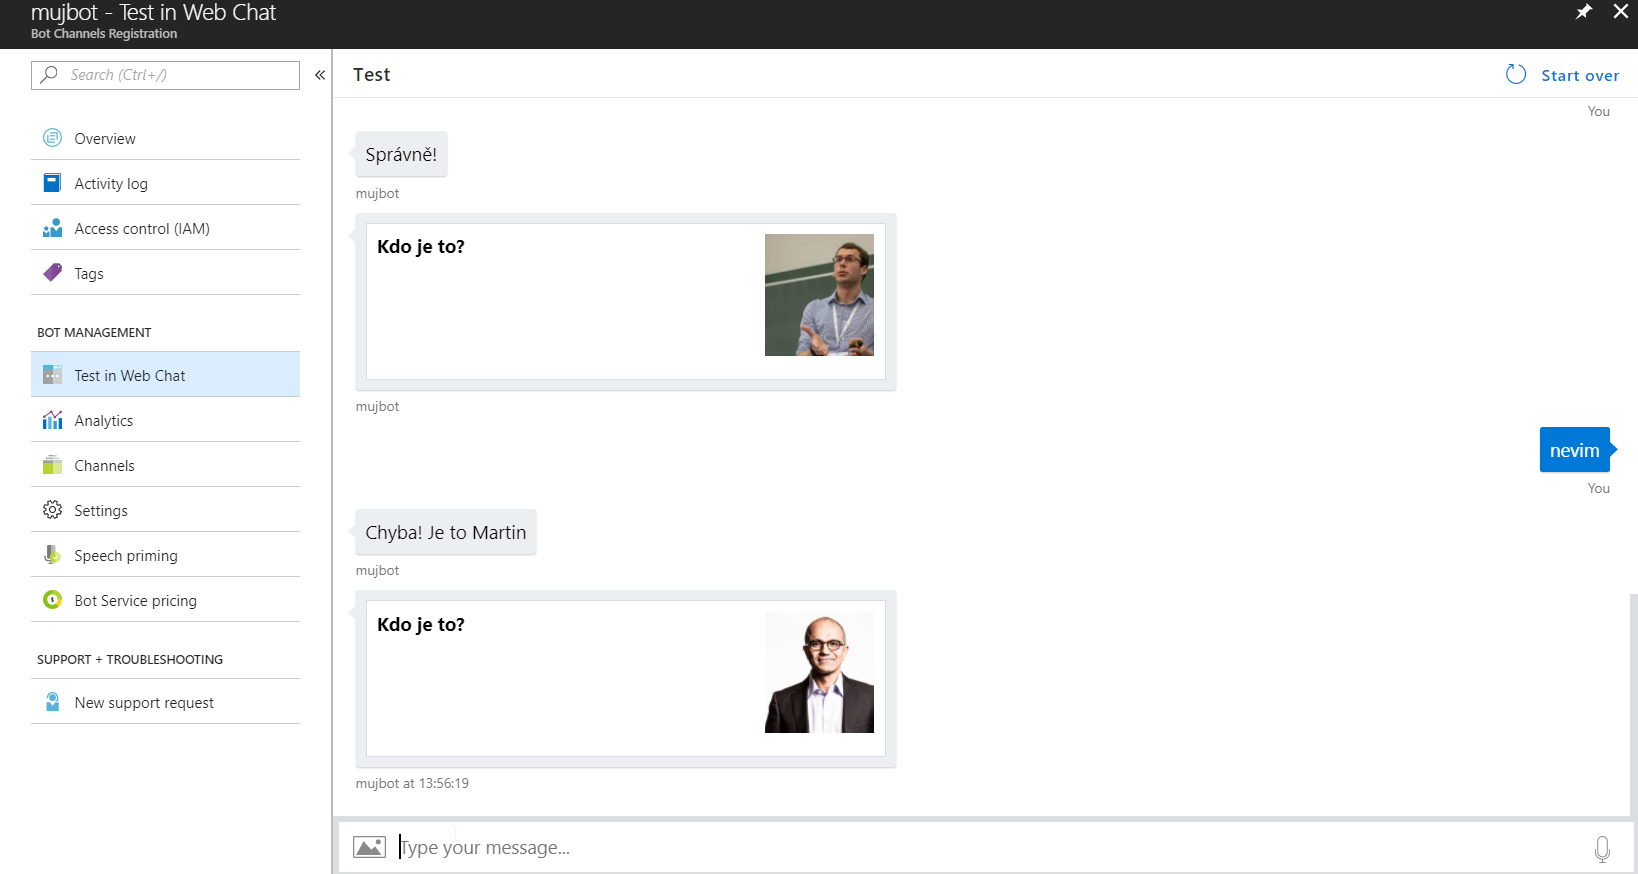 mujbot - Test in Web Chat
Bot Channels Registration
Search (Ctrl+/)
«
Overview
Activity log
Access control (IAM)
Tags
BOT MANAGEMENT
Test in Web Chat
Analytics
Channels
Settings
Speech priming
Bot Service pricing
SUPPORT + TROUBLESHOOTING
New support request
Test
Start over
You
Správně!
mujbot
Kdo je to?
mujbot
nevim
You
Chyba! Je to Martin
mujbot
Kdo je to?
mujbot at 13:56:19
Type your message...